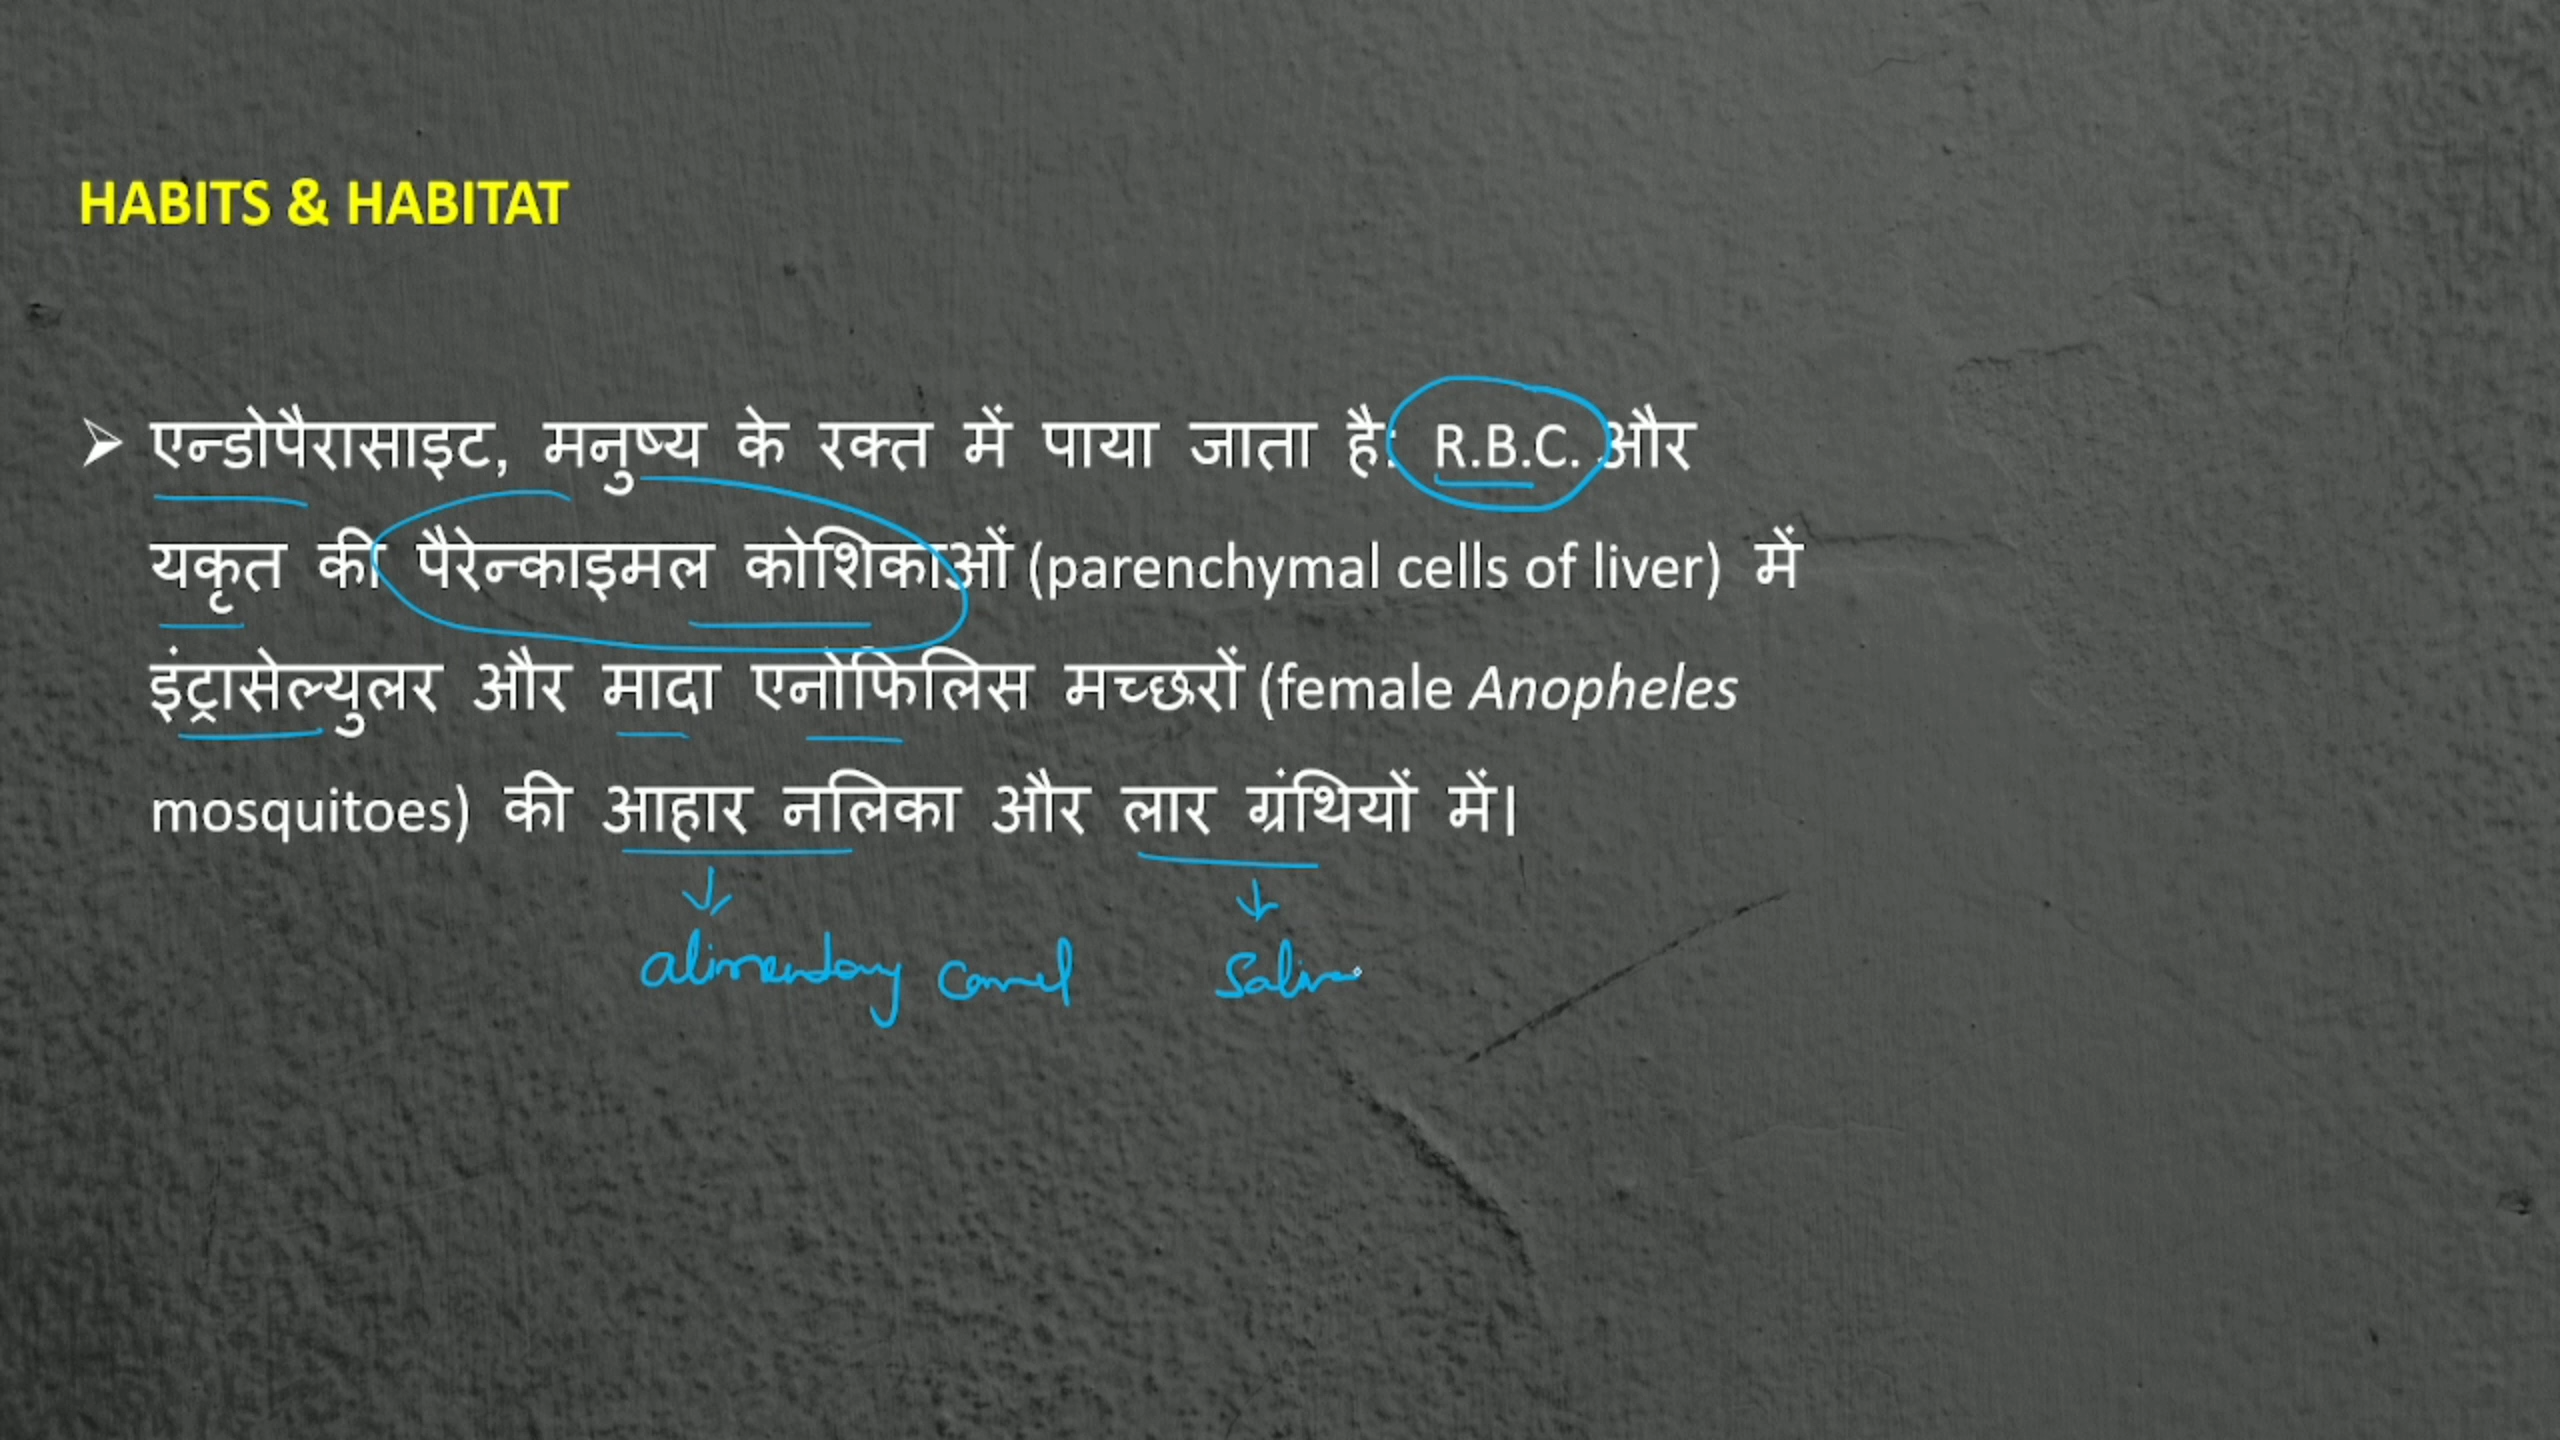 HABITS & HABITAT
➢ एन्डोपैरासाइट, मनुष्य के रक्त में पाया जाता है: R.B.C. और
यकृत की पैरेन्काइमल कोशिकाओं (parenchymal cells of liver) में
इंट्रासेल्युलर और मादा एनोफिलिस मच्छरों (female Anopheles
mosquitoes) की आहार नलिका और लार ग्रंथियों में।
alimentary canal